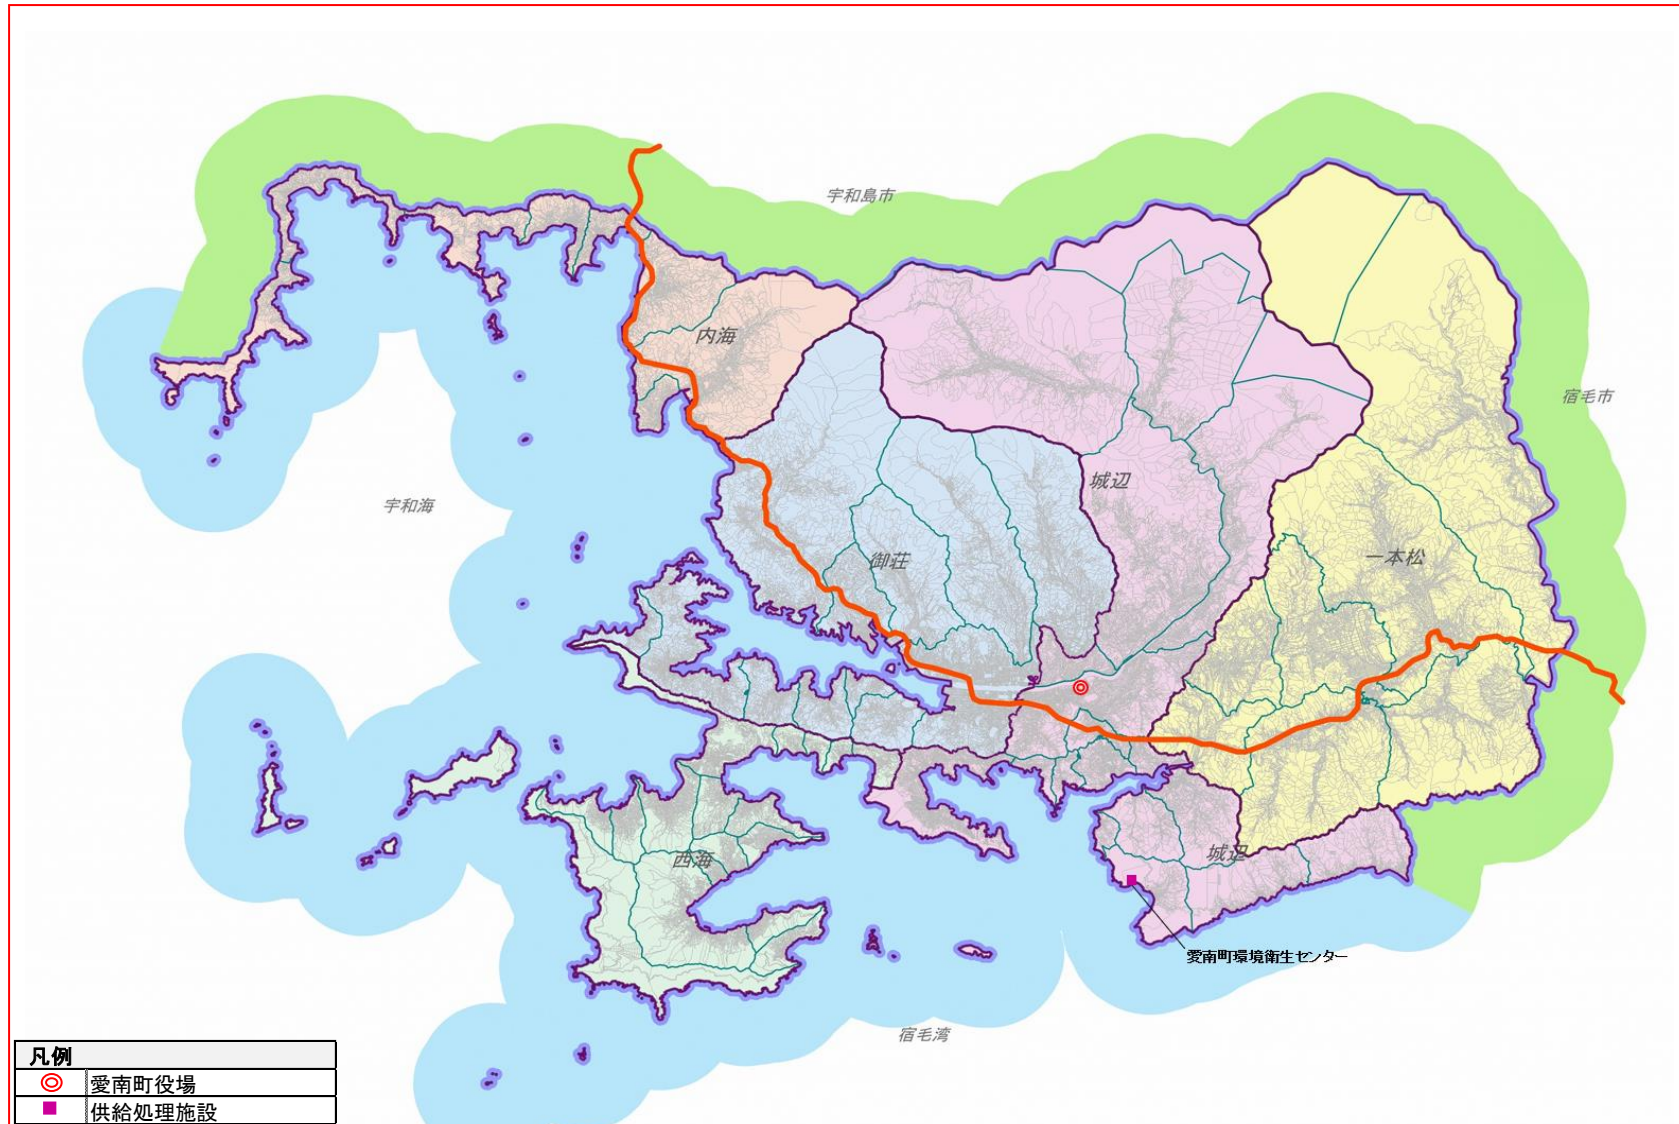 宇和島市
内海
宿毛市
城辺
宇和海
一本松
御荘
西海
城辺
愛南町環境衛生センター
宿毛湾
凡例
愛南町役場
供給処理施設